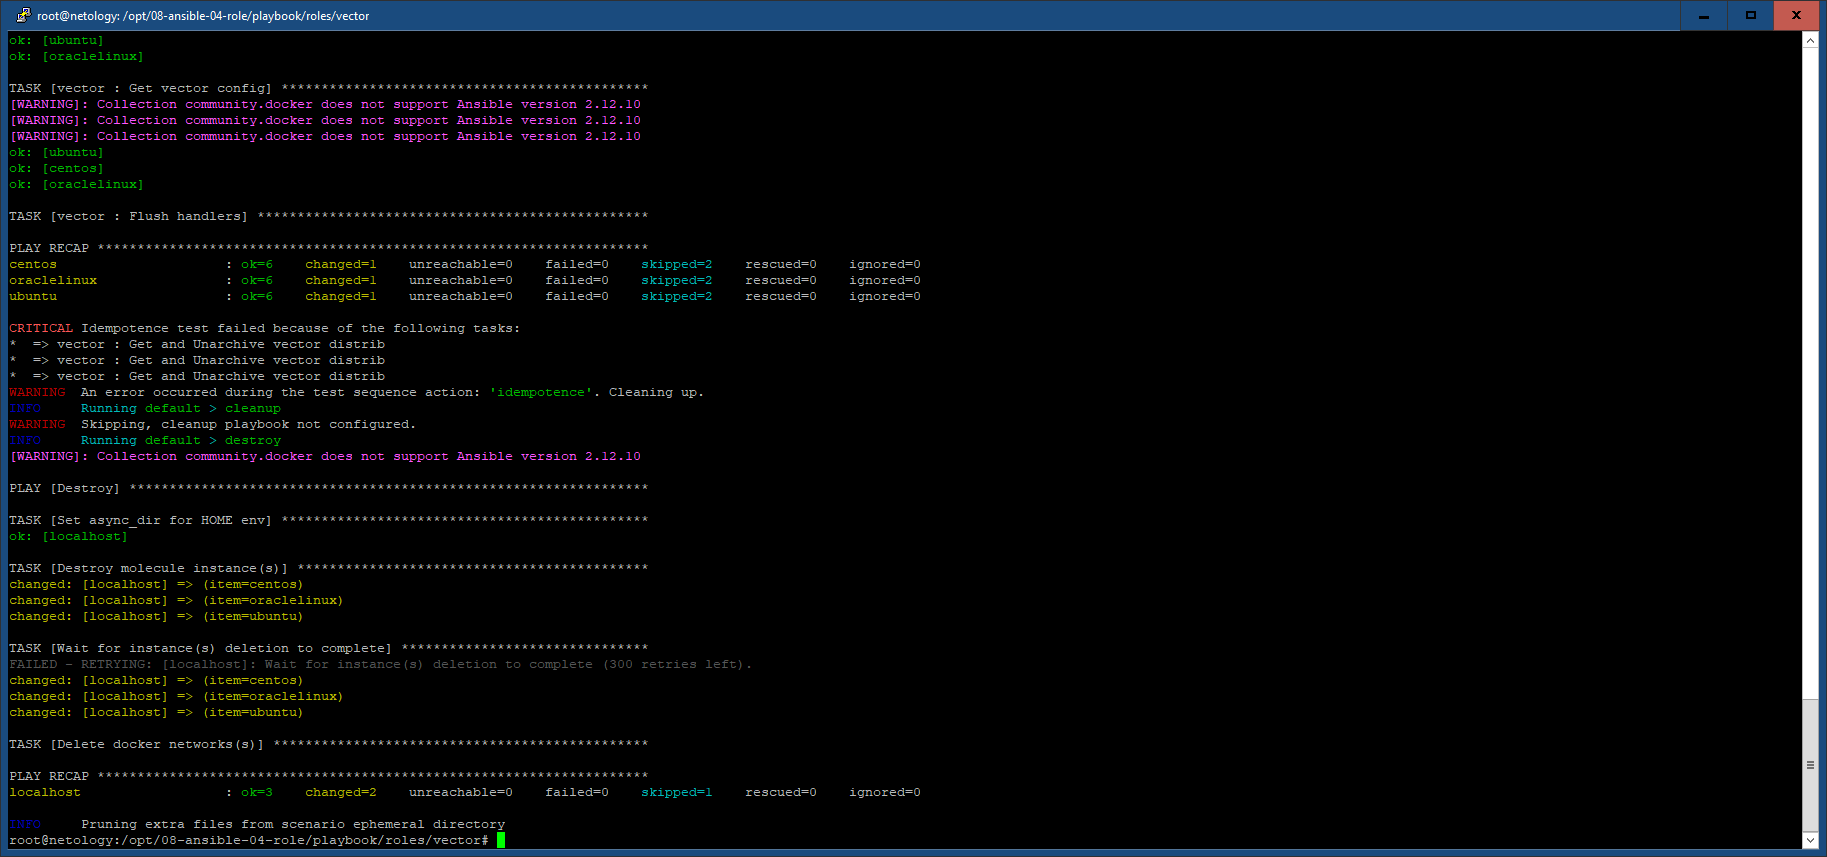 root@netology: /opt/08-ansible-04-role/playbook/roles/vector
ok: [ubuntu]
ok: [oraclelinux]
TASK [vector : Get vector config] **********************************************
[WARNING]: Collection community.docker does not support Ansible version 2.12.10
[WARNING]: Collection community.docker does not support Ansible version 2.12.10
[WARNING]: Collection community.docker does not support Ansible version 2.12.10
ok: [ubuntu]
ok: [centos]
ok: [oraclelinux]
TASK [vector : Flush handlers] *************************************************
PLAY RECAP *********************************************************************
centos                     : ok=6    changed=1    unreachable=0    failed=0    skipped=2    rescued=0    ignored=0
oraclelinux                : ok=6    changed=1    unreachable=0    failed=0    skipped=2    rescued=0    ignored=0
ubuntu                     : ok=6    changed=1    unreachable=0    failed=0    skipped=2    rescued=0    ignored=0
CRITICAL Idempotence test failed because of the following tasks:
*  => vector : Get and Unarchive vector distrib
*  => vector : Get and Unarchive vector distrib
*  => vector : Get and Unarchive vector distrib
WARNING  An error occurred during the test sequence action: 'idempotence'. Cleaning up.
INFO     Running default > cleanup
WARNING  Skipping, cleanup playbook not configured.
INFO     Running default > destroy
[WARNING]: Collection community.docker does not support Ansible version 2.12.10
PLAY [Destroy] *****************************************************************
TASK [Set async_dir for HOME env] **********************************************
ok: [localhost]
TASK [Destroy molecule instance(s)] ********************************************
changed: [localhost] => (item=centos)
changed: [localhost] => (item=oraclelinux)
changed: [localhost] => (item=ubuntu)
TASK [Wait for instance(s) deletion to complete] *******************************
FAILED - RETRYING: [localhost]: Wait for instance(s) deletion to complete (300 retries left).
changed: [localhost] => (item=centos)
changed: [localhost] => (item=oraclelinux)
changed: [localhost] => (item=ubuntu)
TASK [Delete docker networks(s)] ***********************************************
PLAY RECAP *********************************************************************
localhost                  : ok=3    changed=2    unreachable=0    failed=0    skipped=1    rescued=0    ignored=0
INFO     Pruning extra files from scenario ephemeral directory
root@netology:/opt/08-ansible-04-role/playbook/roles/vector#